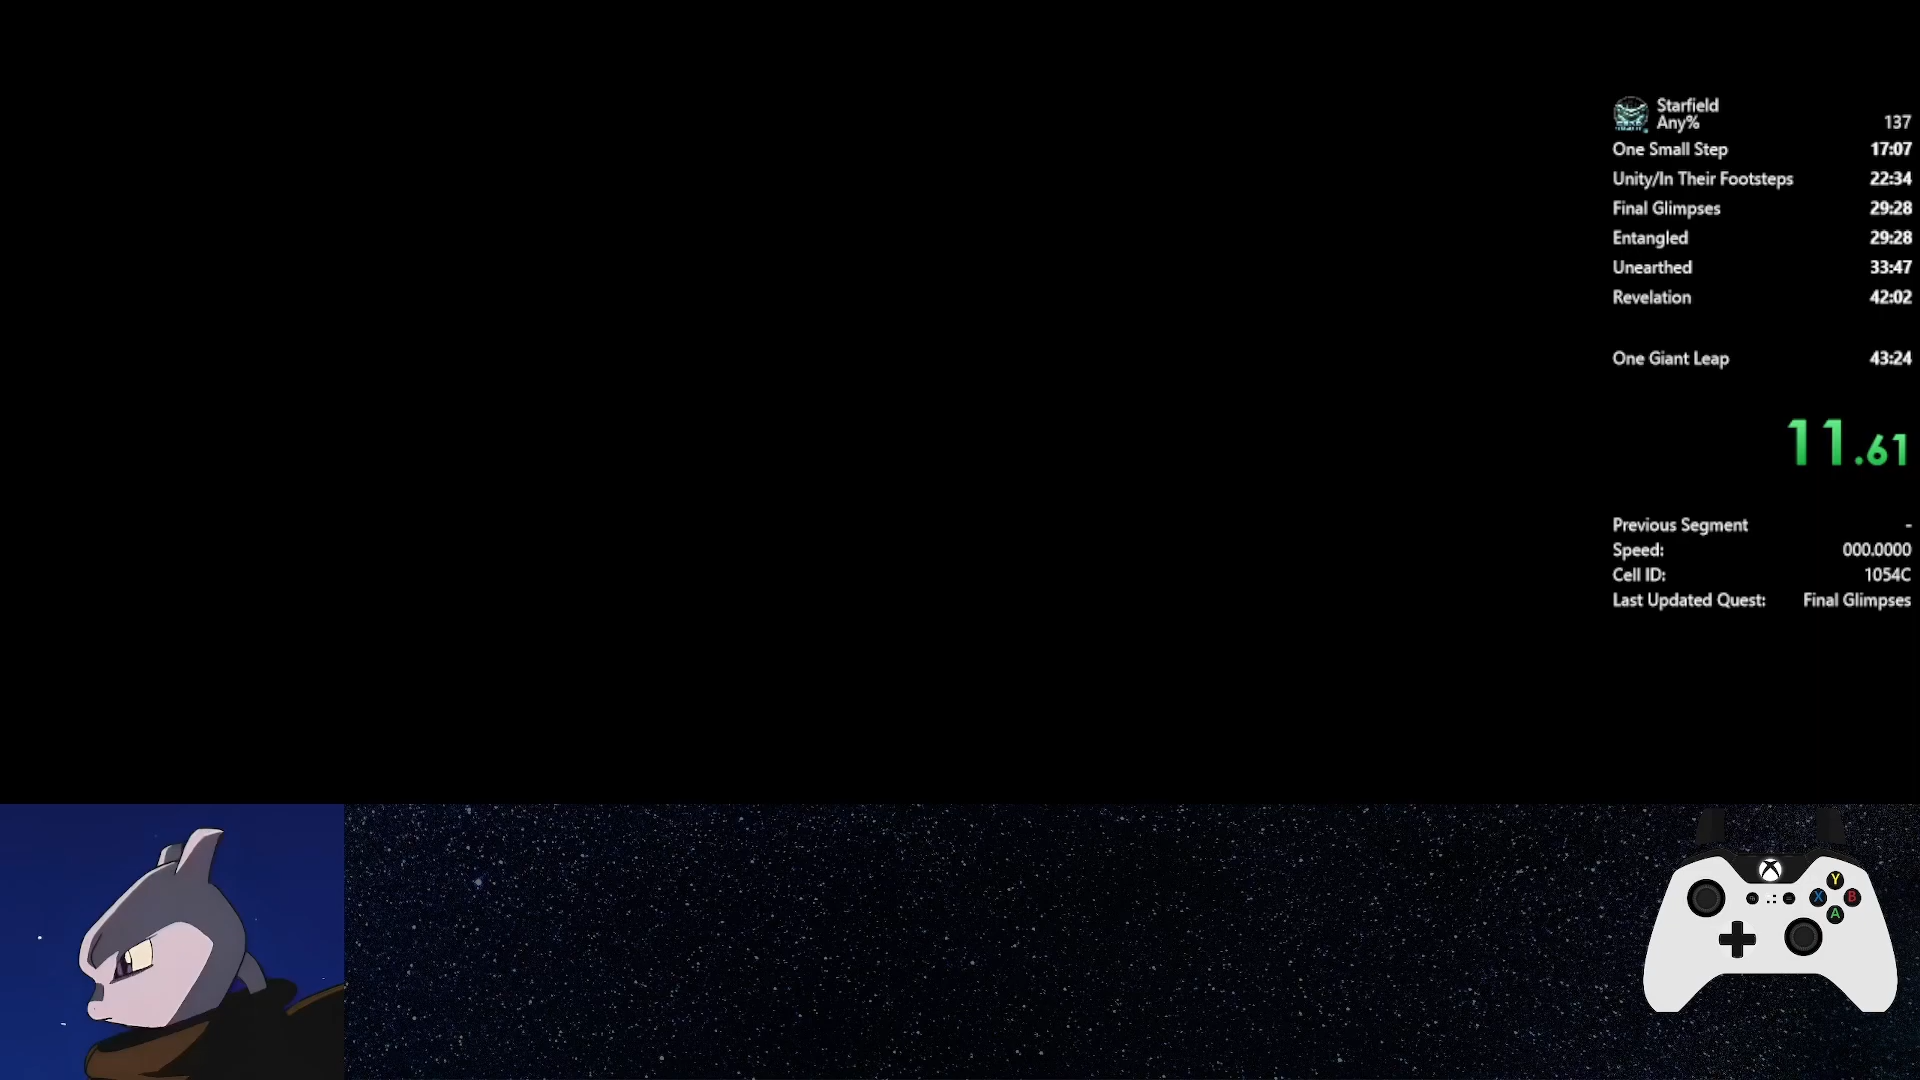 Starfield
Any% 137
One Small Step 17:07
Unity/In Their Footsteps 22:34
Final Glimpses 29:28
Entangled 29:28
Unearthed 33:47
Revelation 42:02
One Giant Leap 43:24
11.61
Previous Segment -
Speed: 000.0000
Cell ID: 1054C
Last Updated Quest: Final Glimpses
Y
X B
A